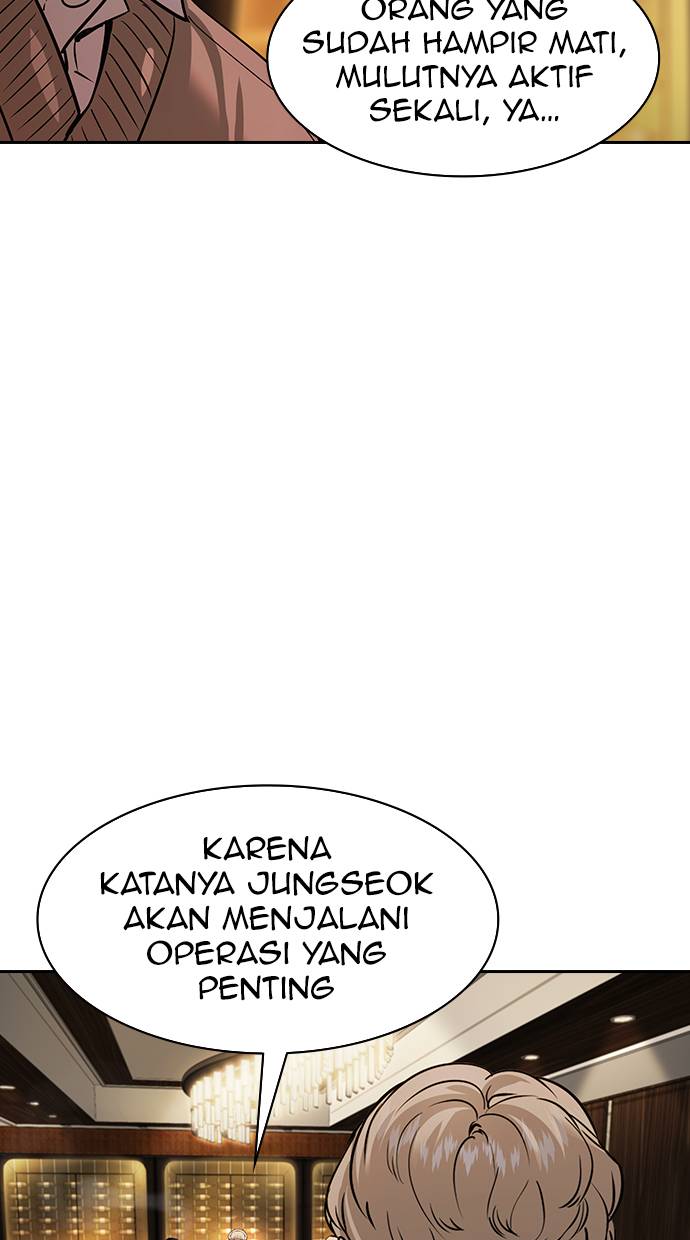 ORANG YANG
SUDAH HAMPIR MATI,
MULUTNYA AKTIF
SEKALI, YA...
KARENA
KATANYA JUNGSEOK
AKAN MENJALANI
OPERASI YANG
PENTING